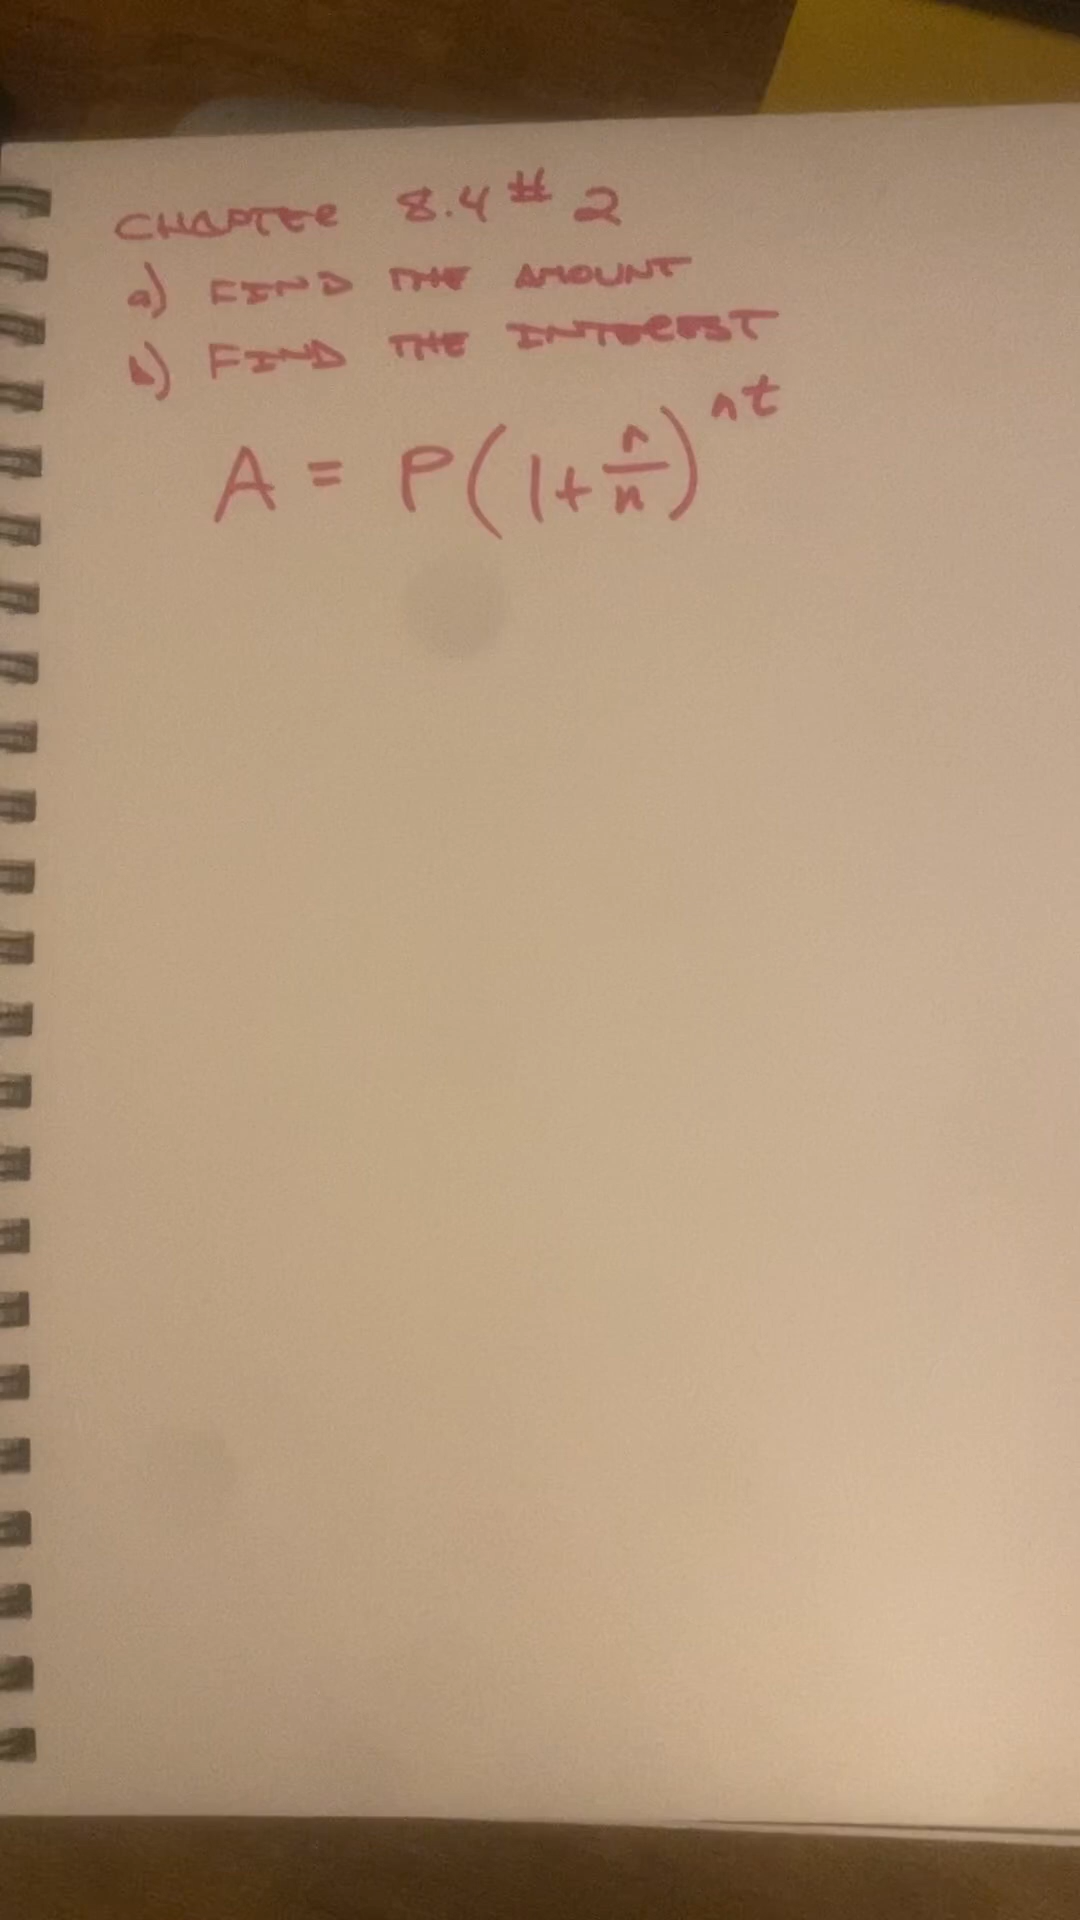 CHAPTER 8.4 # 2
a) FIND THE AMOUNT
b) FIND THE INTEREST
A = P(1+r/n)^nt